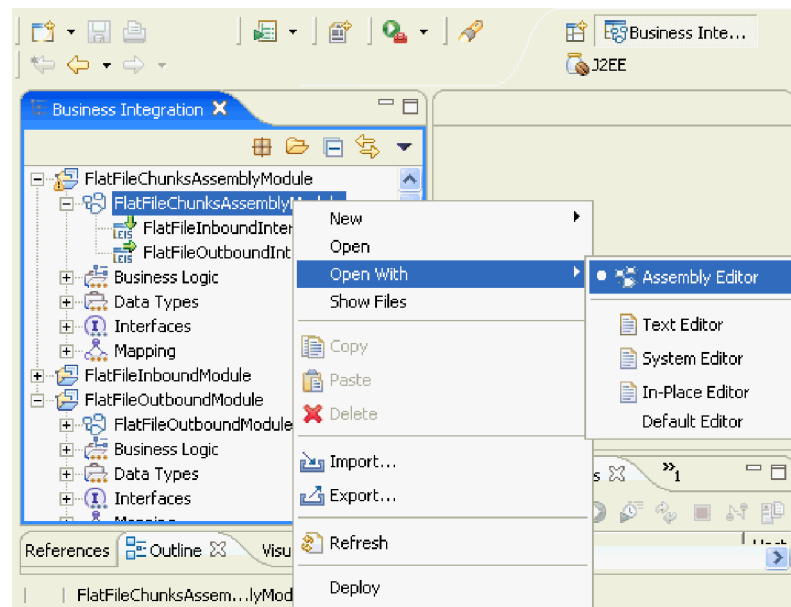 Business Inte...
J2EE
Business Integration
FlatFileChunksAssemblyModule
FlatFileChunksAssemblyModule
FlatFileInboundInter
FlatFileOutboundInt
Business Logic
Data Types
Interfaces
Mapping
FlatFileInboundModule
FlatFileOutboundModule
FlatFileOutboundModule
Business Logic
Data Types
Interfaces
New
Open
Open With
Show Files
Copy
Paste
Delete
Import...
Export...
Refresh
Deploy
Assembly Editor
Text Editor
System Editor
In-Place Editor
Default Editor
s
»1
References
Outline
Visu
FlatFileChunksAssem...lyMod